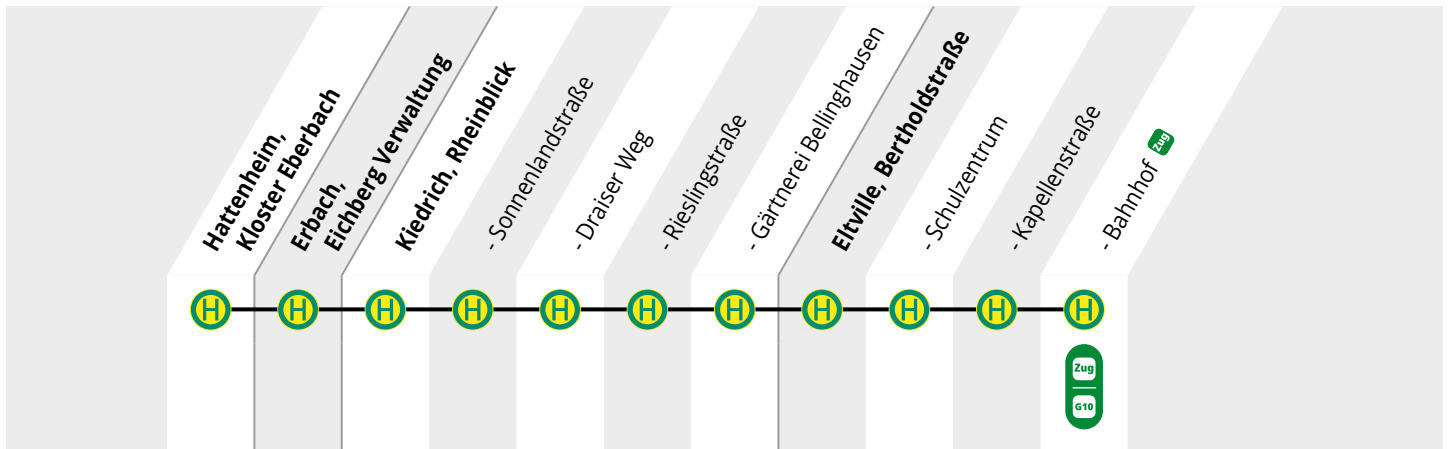 Hattenheim,
Kloster Eberbach
Erbach,
Eichberg Verwaltung
Kiedrich, Rheinblick
- Sonnenlandstraße
- Draiser Weg
- Rieslingstraße
- Gärtnerei Bellinghausen
Eltville, Bertholdstraße
- Schulzentrum
- Kapellenstraße
- Bahnhof Zug
H H H H H H H H H H H
Zug
G10